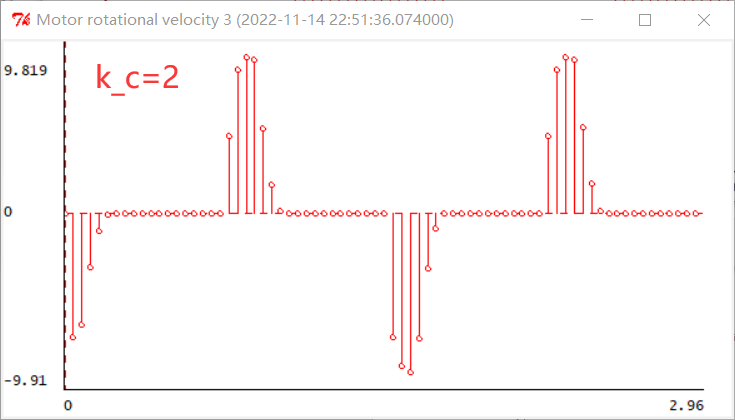 Motor rotational velocity 3 (2022-11-14 22:51:36.074000)
9.819
k_c=2
0
-9.91
0
2.96